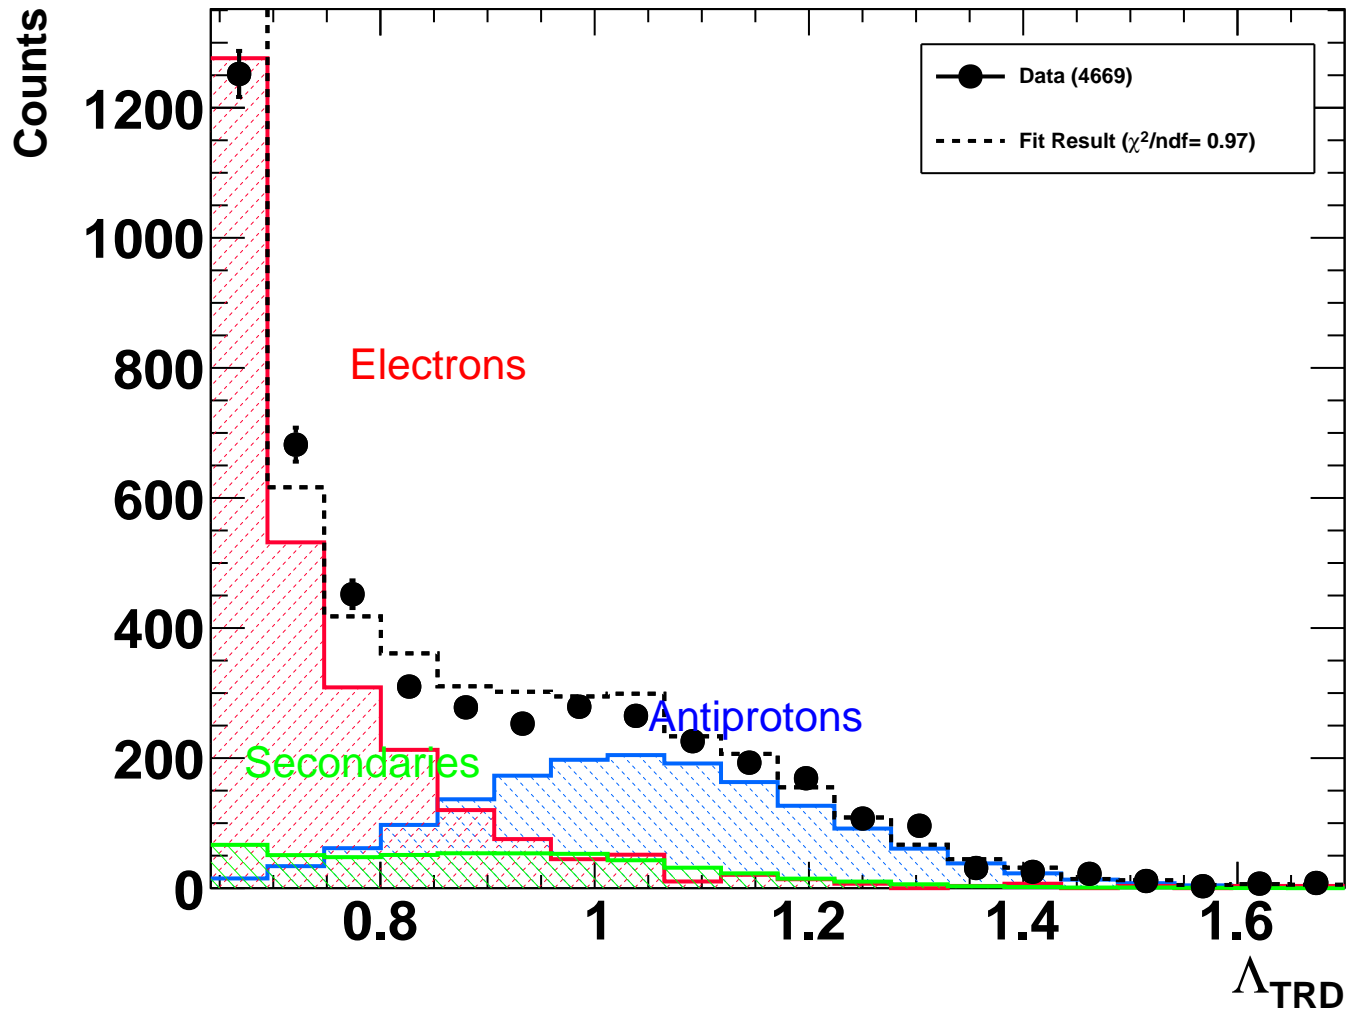 Counts
Data (4669)
Fit Result (χ²/ndf= 0.97)
1200
1000
800
600
400
200
0
Electrons
Antiprotons
Secondaries
0.8
1
1.2
1.4
1.6
Λ_TRD